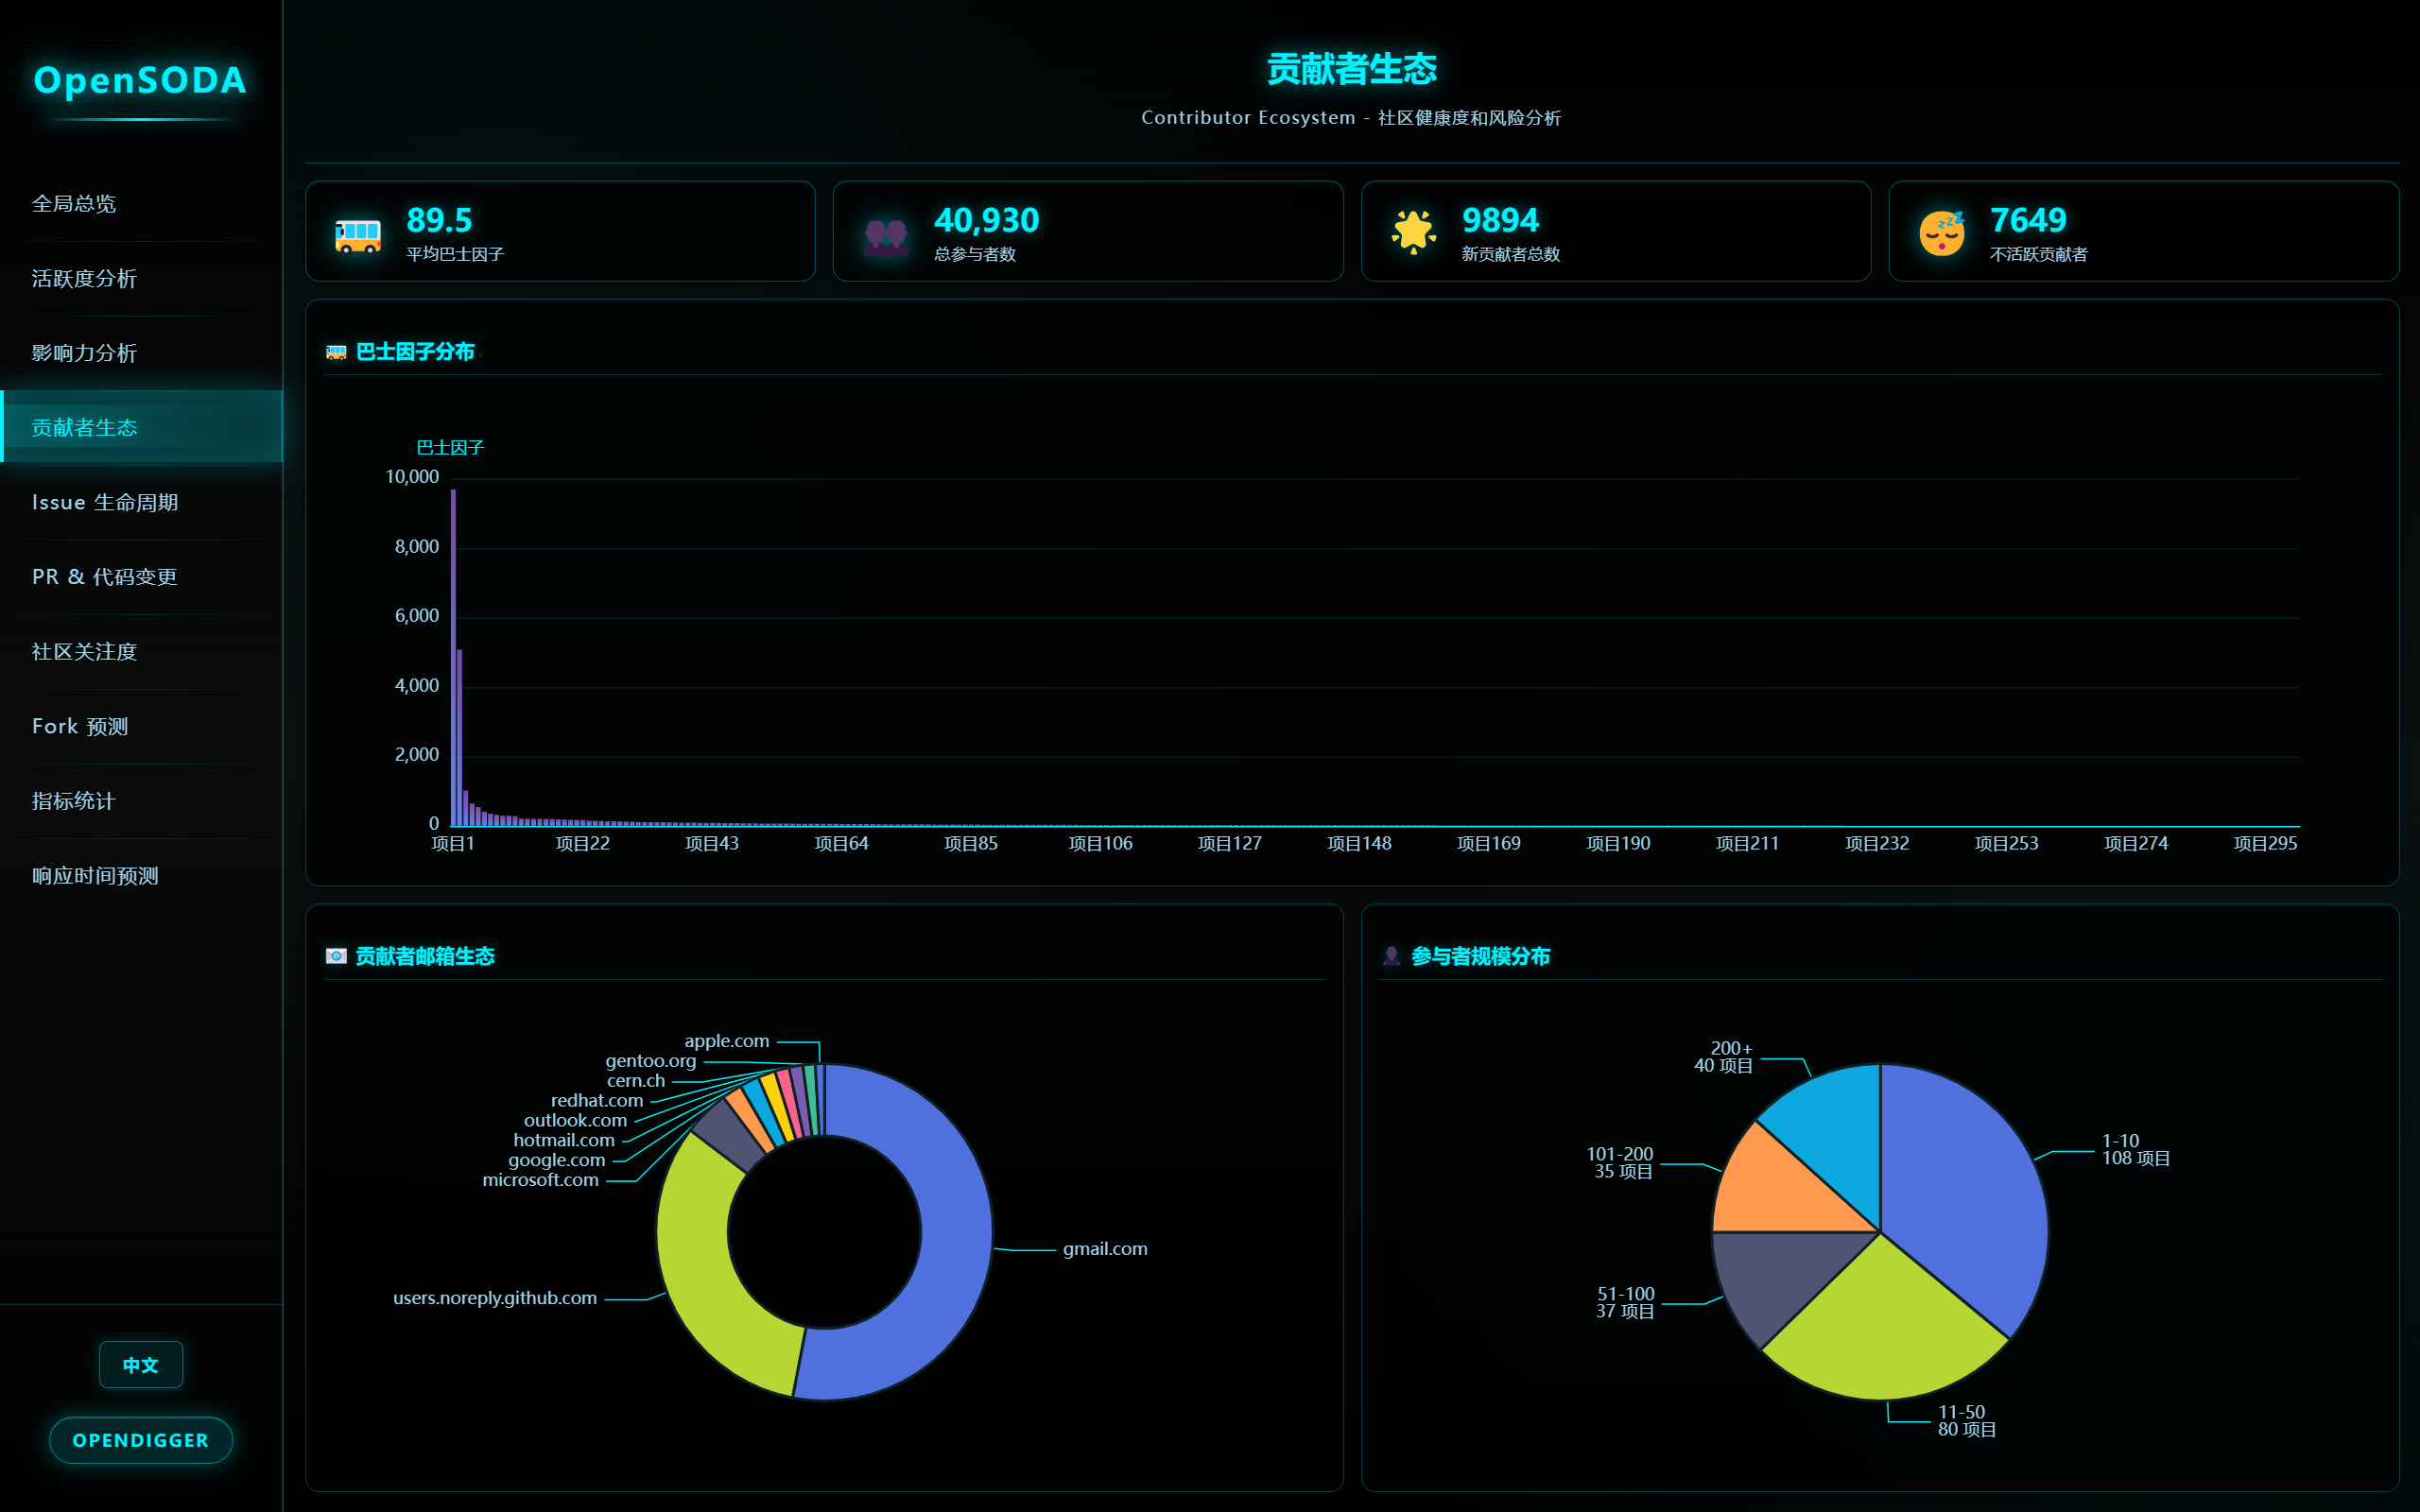 OpenSODA
全局总览
活跃度分析
影响力分析
贡献者生态
Issue 生命周期
PR & 代码变更
社区关注度
Fork 预测
指标统计
响应时间预测
中文
OPENDIGGER
贡献者生态
Contributor Ecosystem - 社区健康度和风险分析
89.5
平均巴士因子
40,930
总参与者数
9894
新贡献者总数
7649
不活跃贡献者
巴士因子分布
巴士因子
10,000
8,000
6,000
4,000
2,000
0
项目1 项目22 项目43 项目64 项目85 项目106 项目127 项目148 项目169 项目190 项目211 项目232 项目253 项目274 项目295
贡献者邮箱生态
apple.com
gentoo.org
cern.ch
redhat.com
outlook.com
hotmail.com
google.com
microsoft.com
gmail.com
users.noreply.github.com
参与者规模分布
200+
40 项目
1-10
108 项目
101-200
35 项目
51-100
37 项目
11-50
80 项目